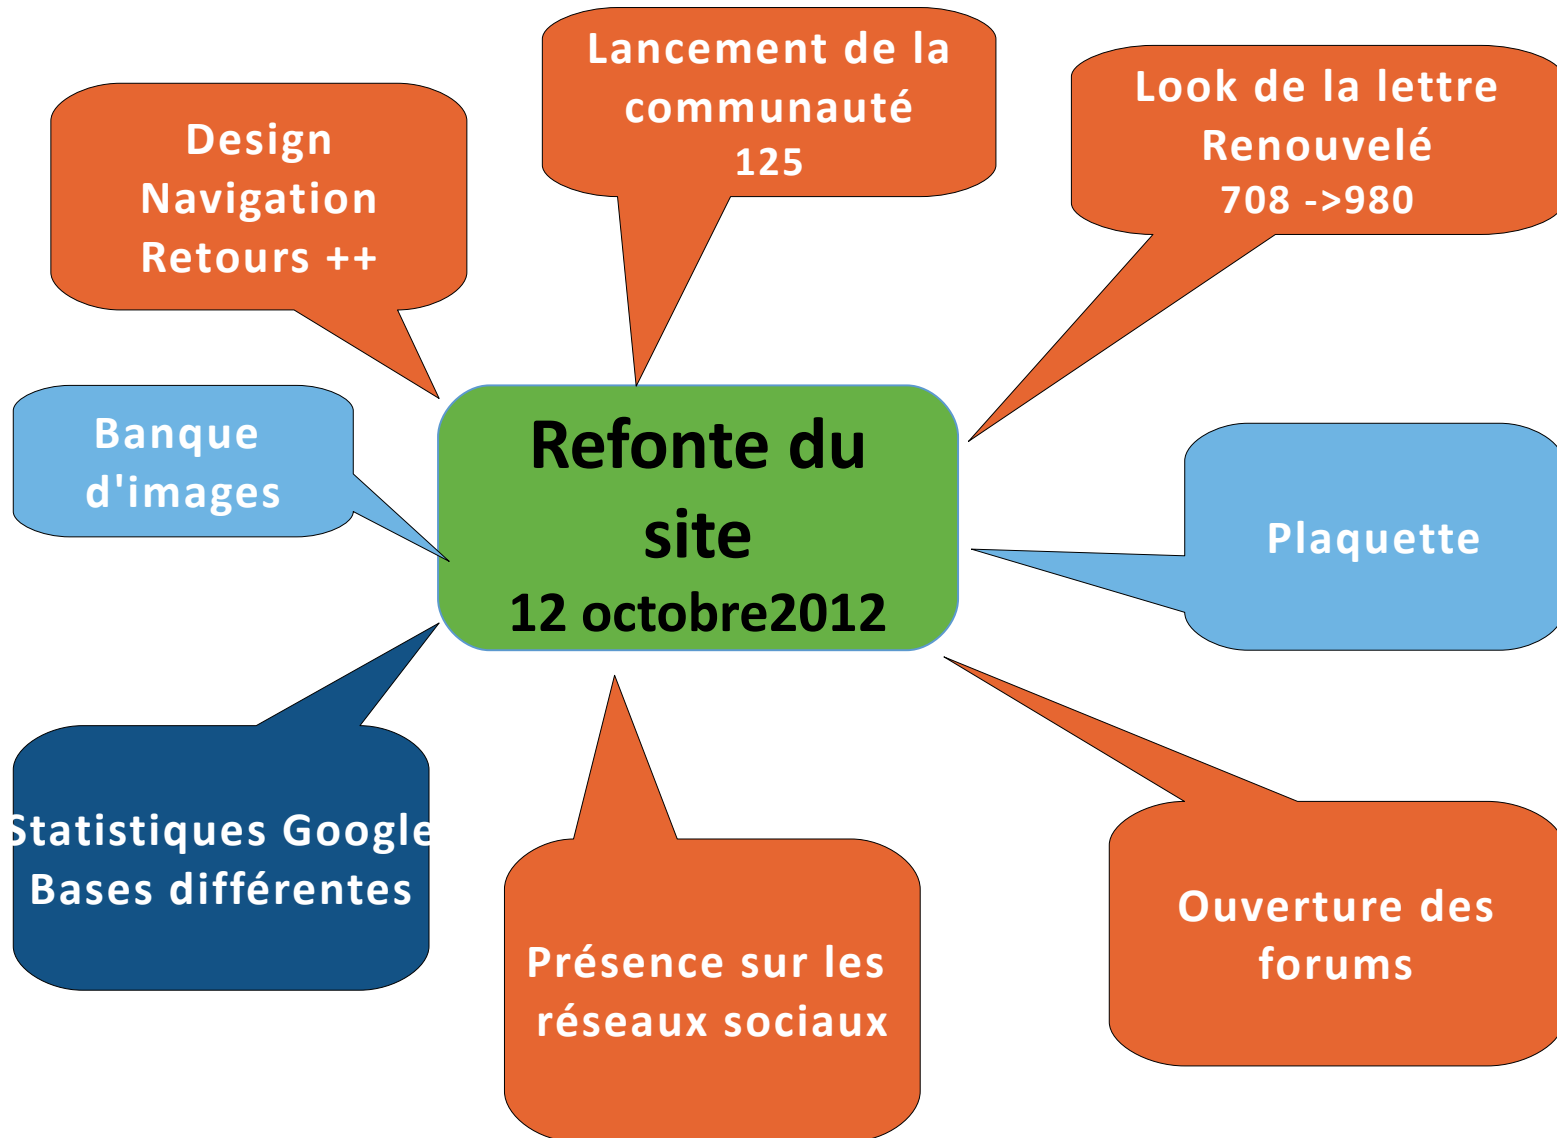 Lancement de la
communauté
125
Look de la lettre
Renouvelé
708 ->980
Design
Navigation
Retours ++
Banque
d'images
Refonte du
site
12 octobre2012
Plaquette
Statistiques Google
Bases différentes
Présence sur les
réseaux sociaux
Ouverture des
forums